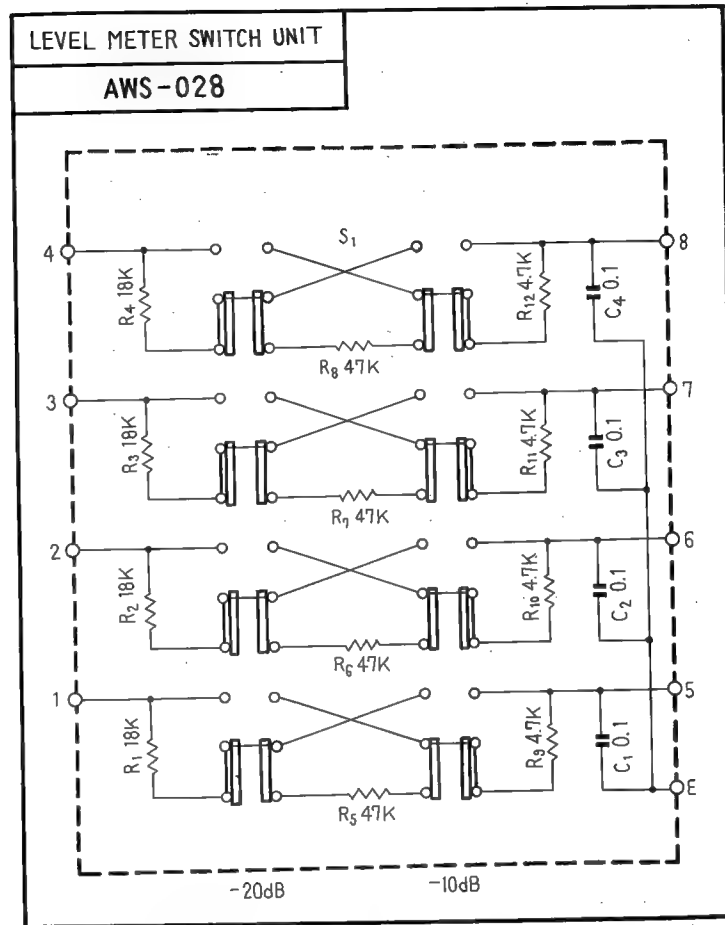 LEVEL METER SWITCH UNIT
AWS-028
4
S1
8
R4 18K
R12 4.7K
C4 0.1
R8 47K
3
7
R3 18K
R11 4.7K
C3 0.1
R7 47K
2
6
R2 18K
R10 4.7K
C2 0.1
R6 47K
1
5
R1 18K
R9 4.7K
C1 0.1
R5 47K
E
-20dB
-10dB